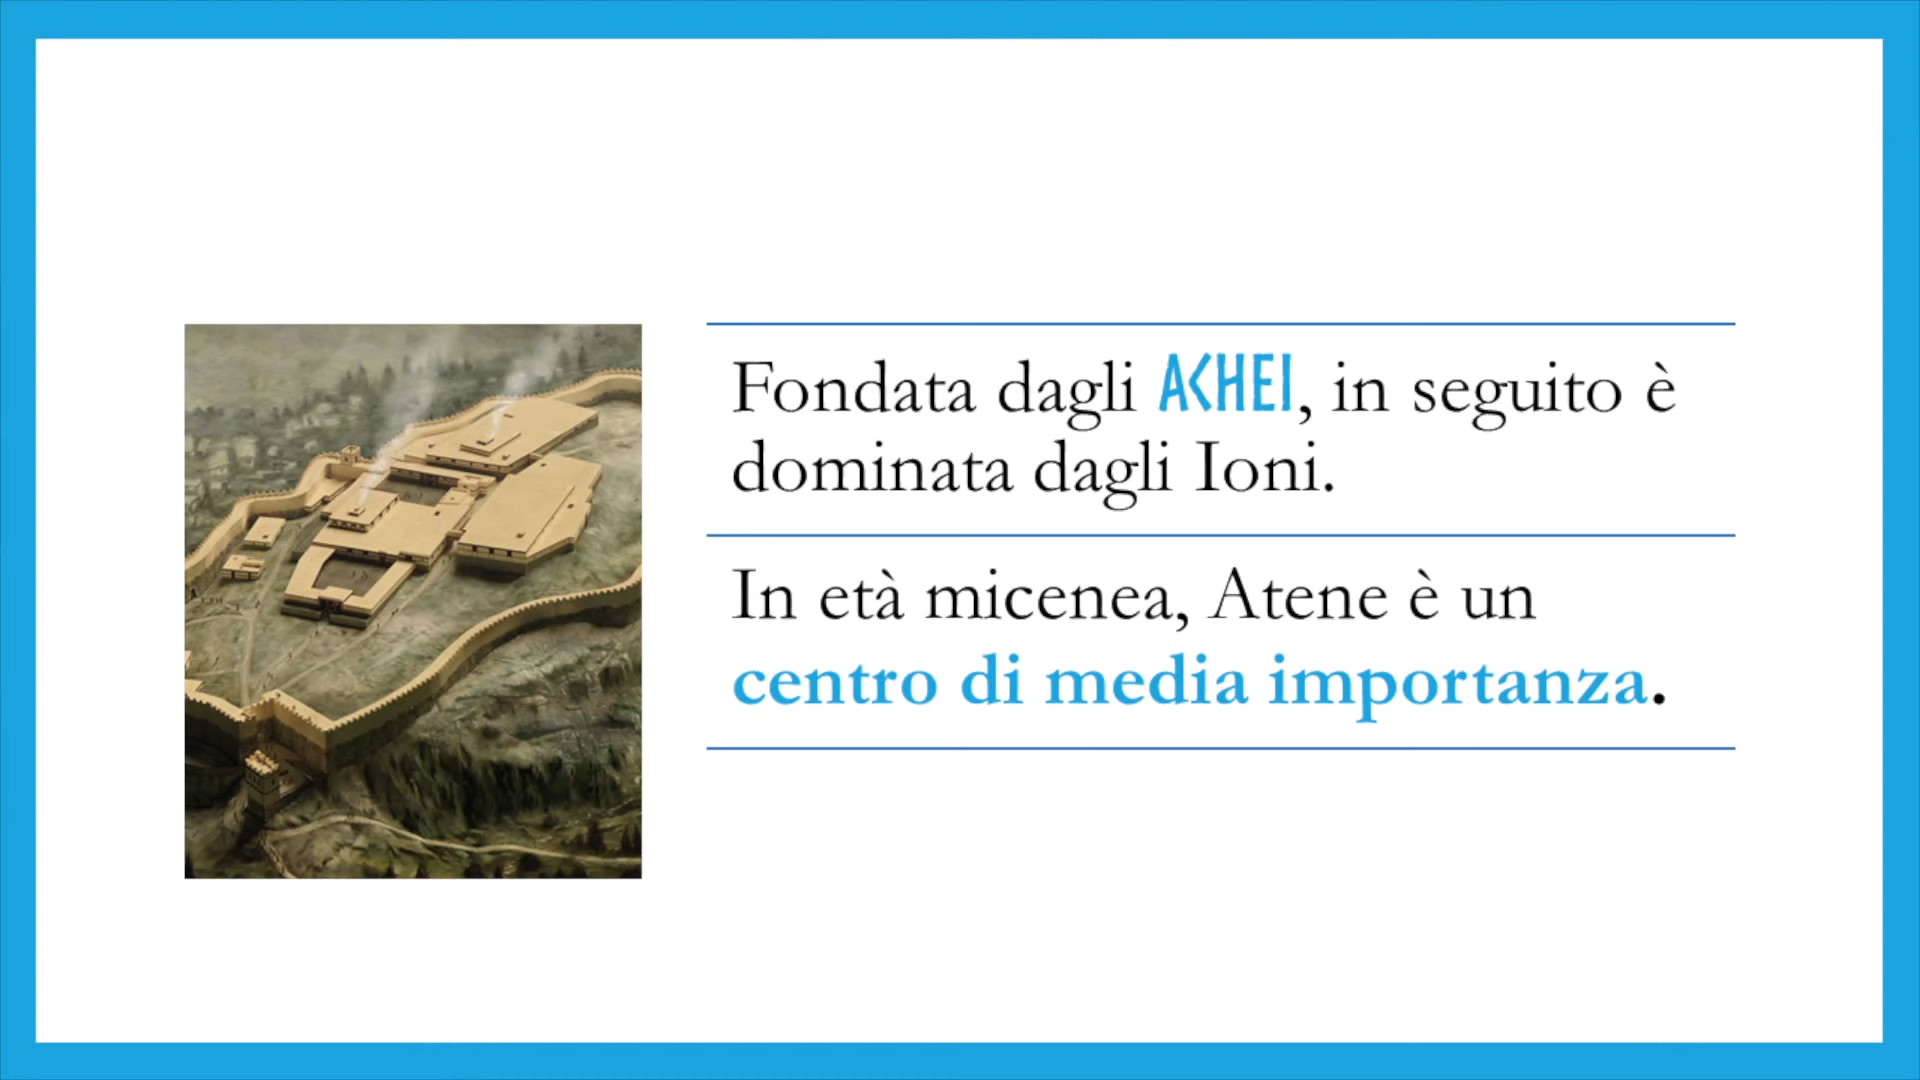 Fondata dagli ACHEI, in seguito è
dominata dagli Ioni.
In età micenea, Atene è un
centro di media importanza.